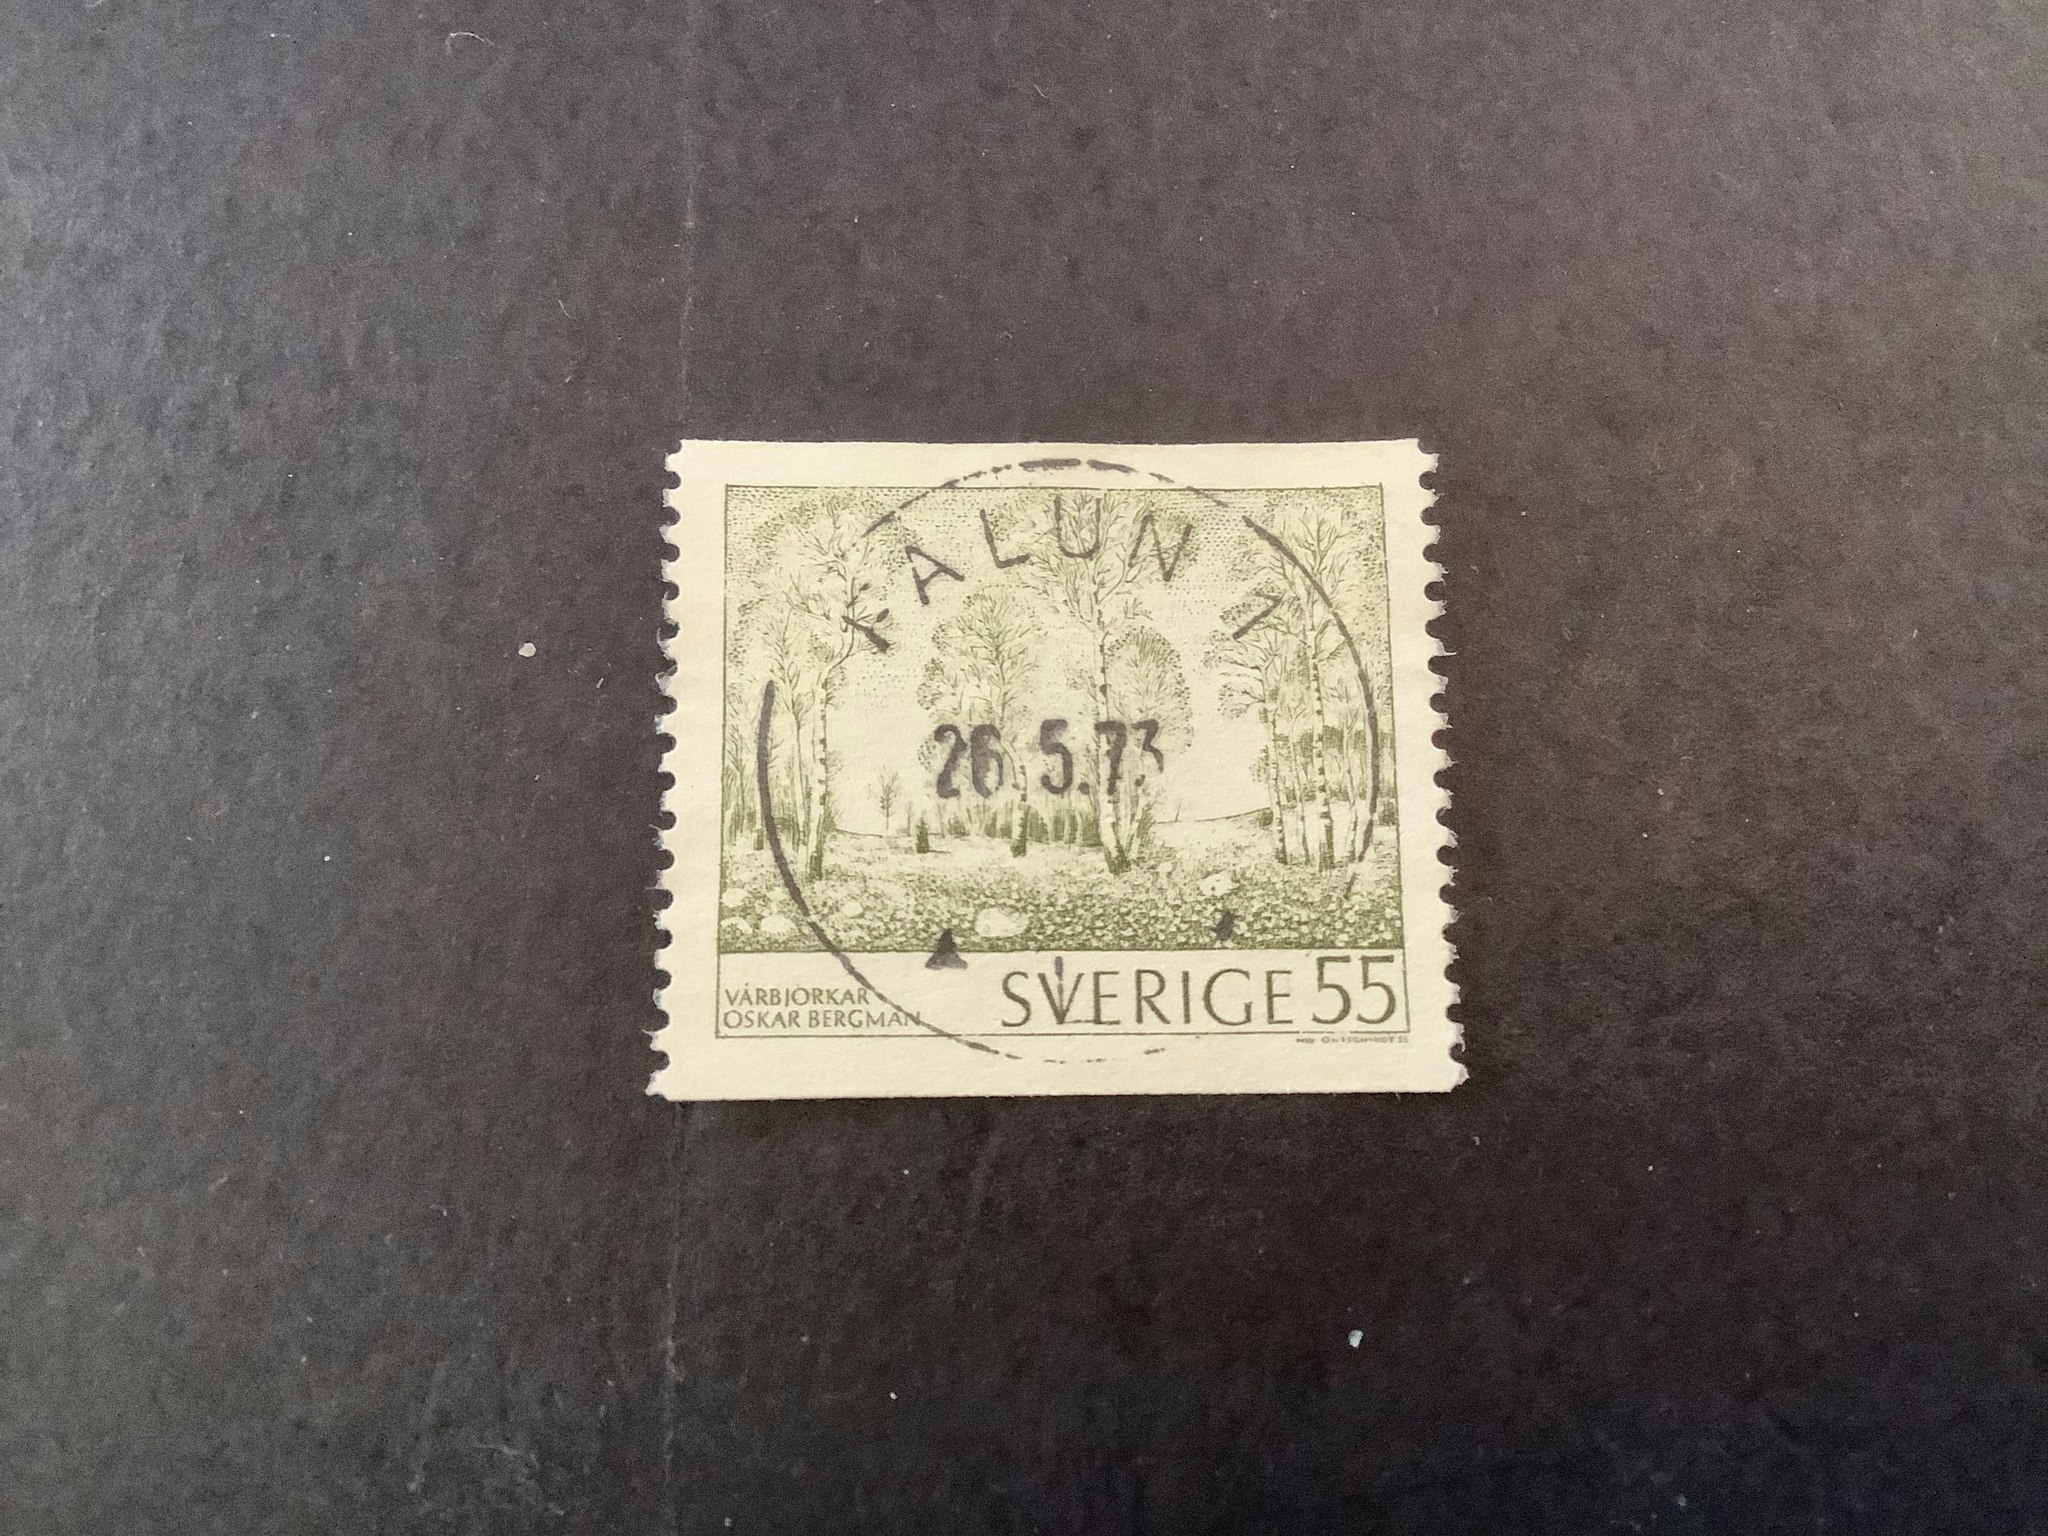 FALUN 1
26.5.73
VÅRBJÖRKAR
OSKAR BERGMAN
SVERIGE 55